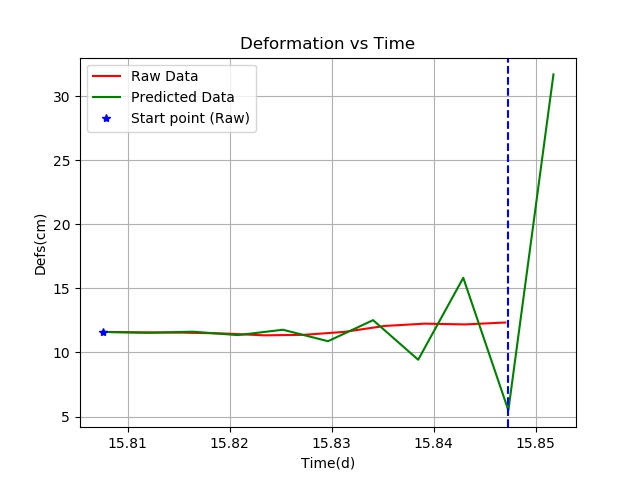 Deformation vs Time
Raw Data
Predicted Data
Start point (Raw)
30
25
20
15
10
5
Defs(cm)
15.81 15.82 15.83 15.84 15.85
Time(d)